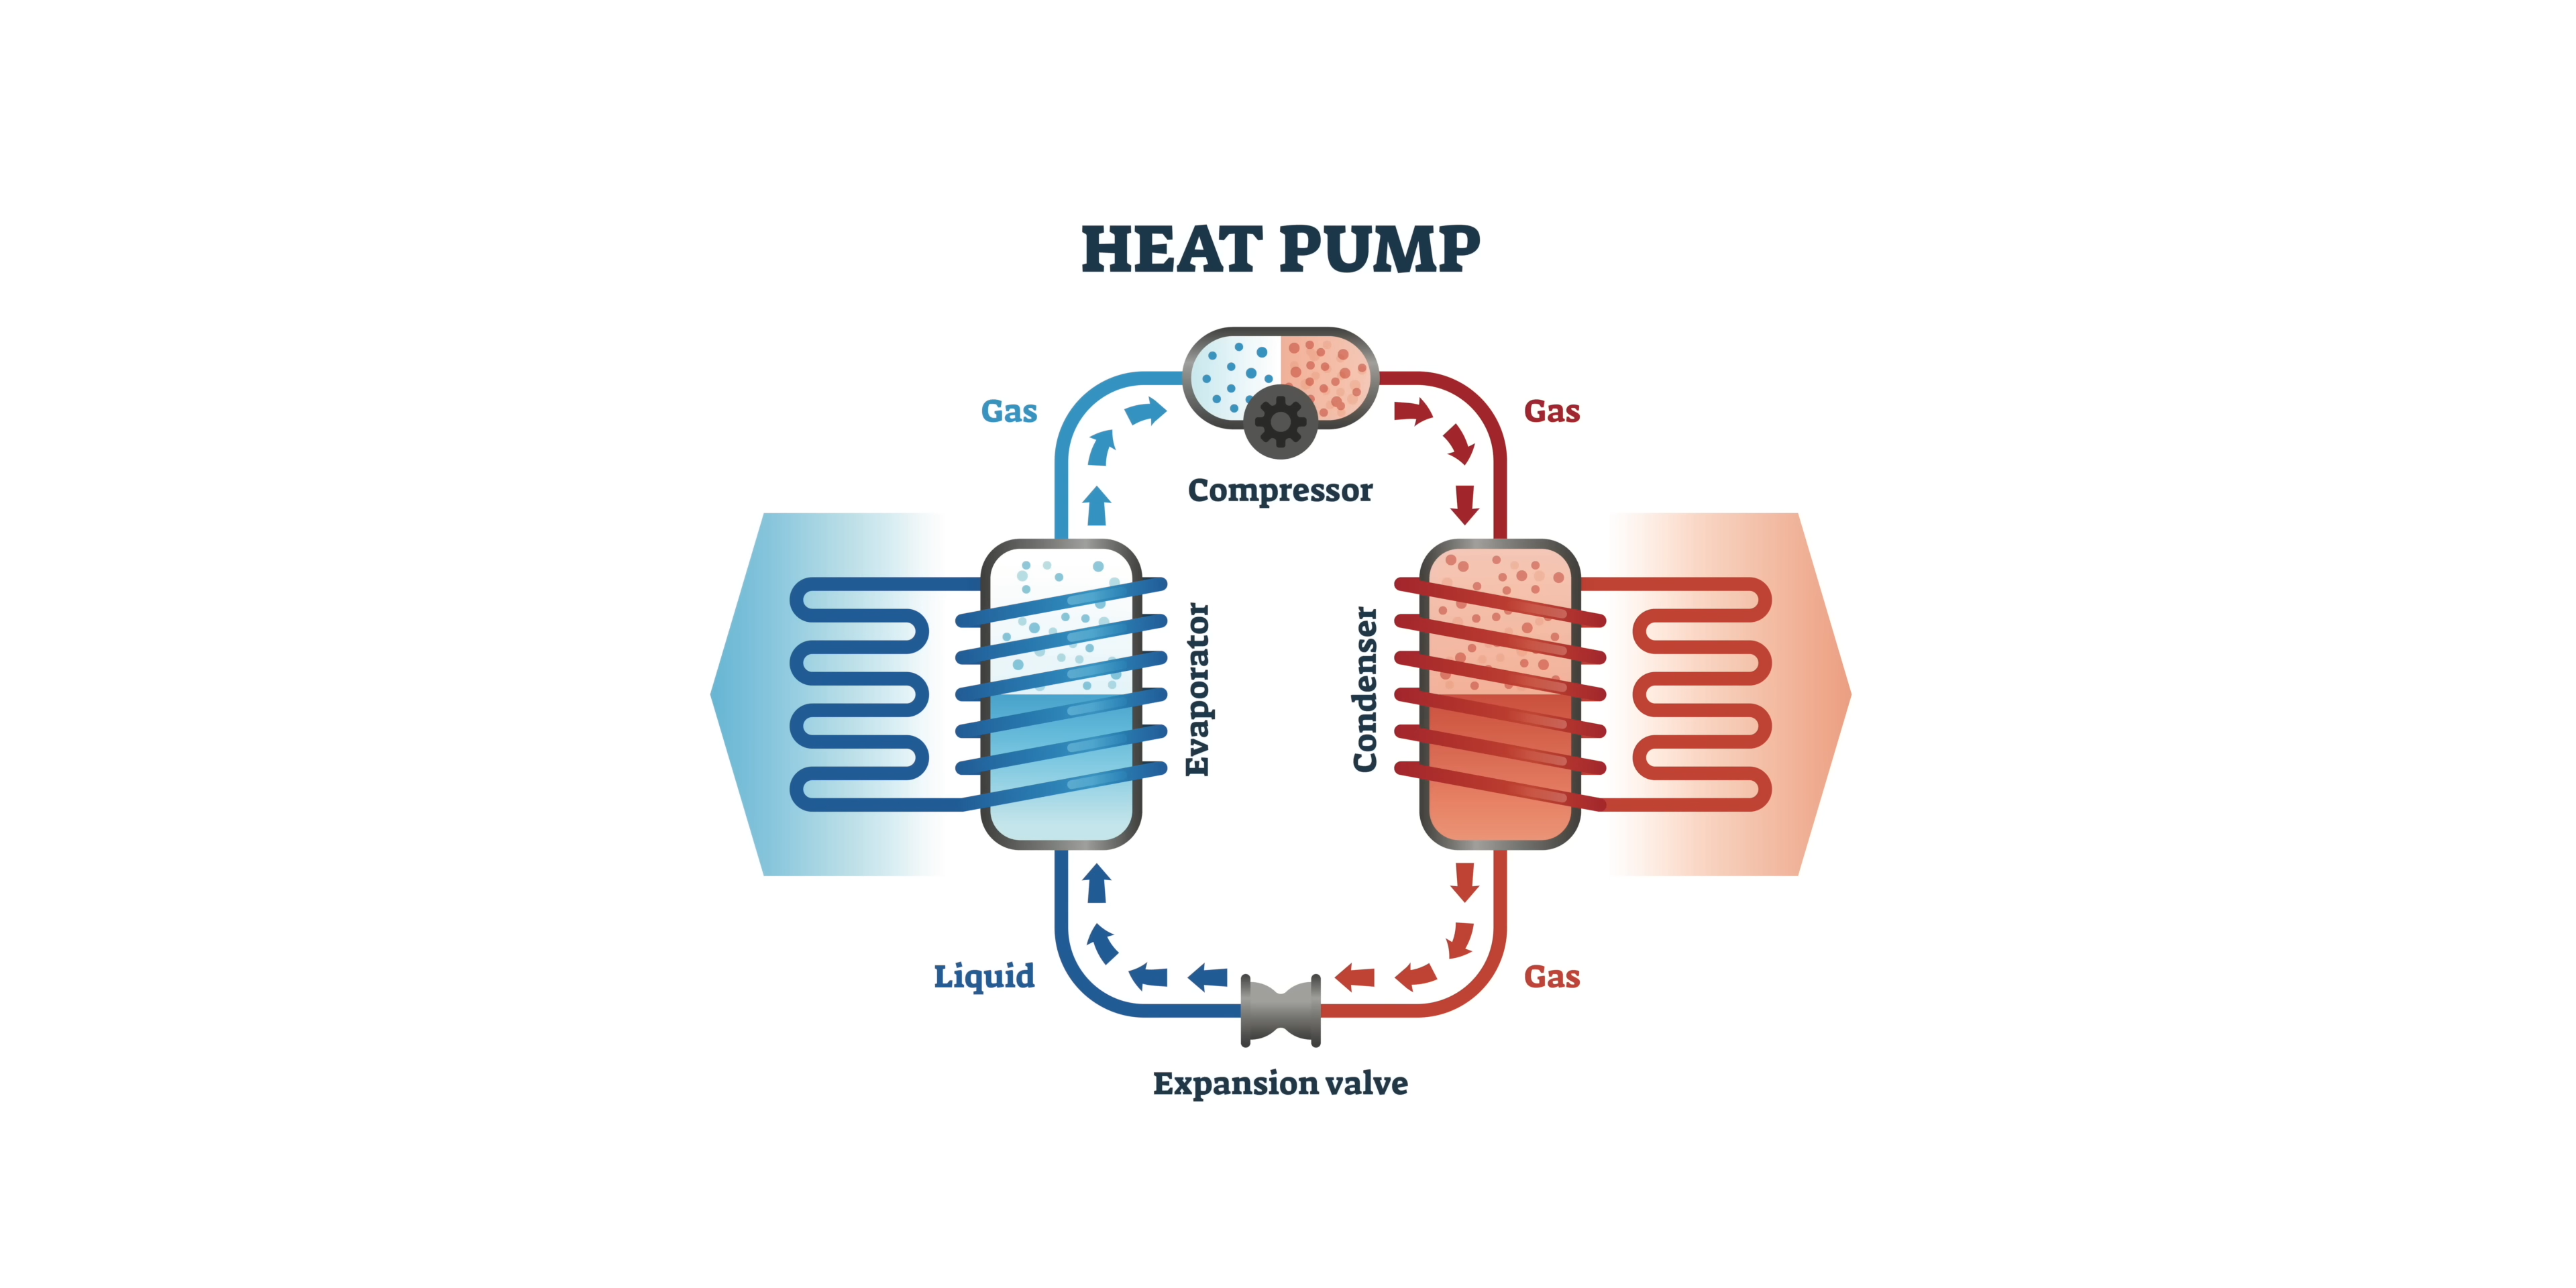 HEAT PUMP
Gas
Gas
Compressor
Evaporator
Condenser
Liquid
Gas
Expansion valve